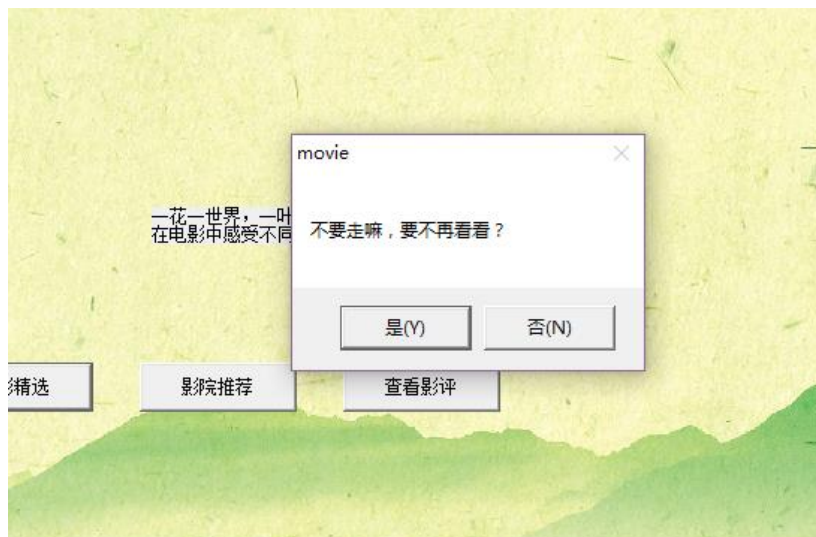 movie
一花一世界，一叶
在电影中感受不同
不要走嘛，要不再看看？
是(Y)
否(N)
精选
影院推荐
查看影评